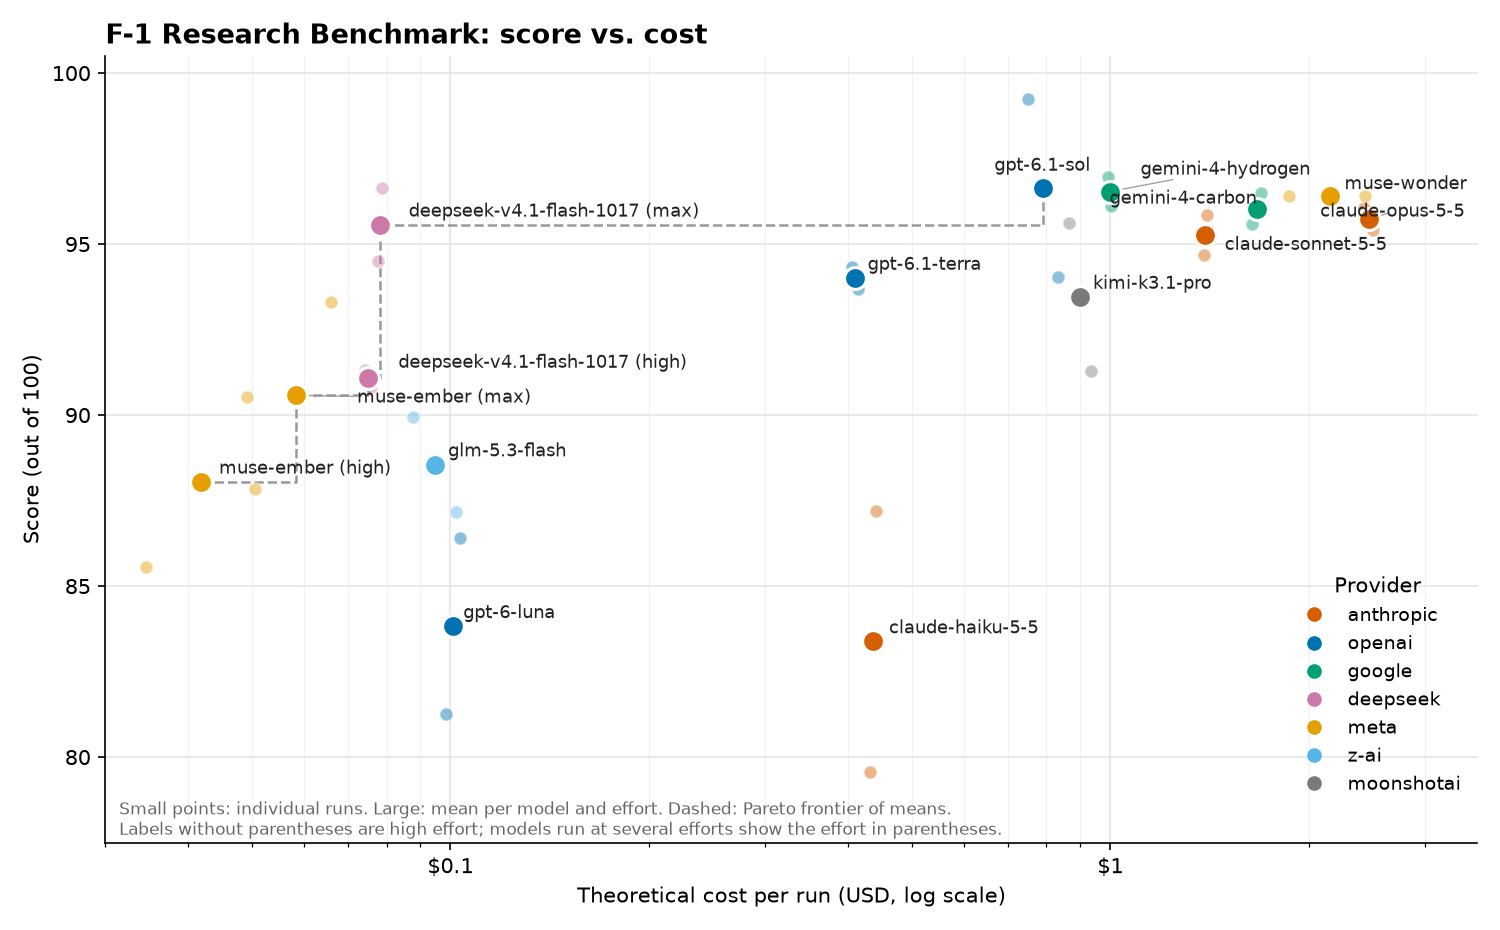 F-1 Research Benchmark: score vs. cost
100
95
90
85
80
Score (out of 100)
gpt-6.1-sol
gemini-4-hydrogen
muse-wonder
gemini-4-carbon
claude-opus-5-5
deepseek-v4.1-flash-1017 (max)
claude-sonnet-5-5
gpt-6.1-terra
kimi-k3.1-pro
deepseek-v4.1-flash-1017 (high)
muse-ember (max)
glm-5.3-flash
muse-ember (high)
gpt-6-luna
claude-haiku-5-5
Provider
anthropic
openai
google
deepseek
meta
z-ai
moonshotai
Small points: individual runs. Large: mean per model and effort. Dashed: Pareto frontier of means.
Labels without parentheses are high effort; models run at several efforts show the effort in parentheses.
$0.1
$1
Theoretical cost per run (USD, log scale)